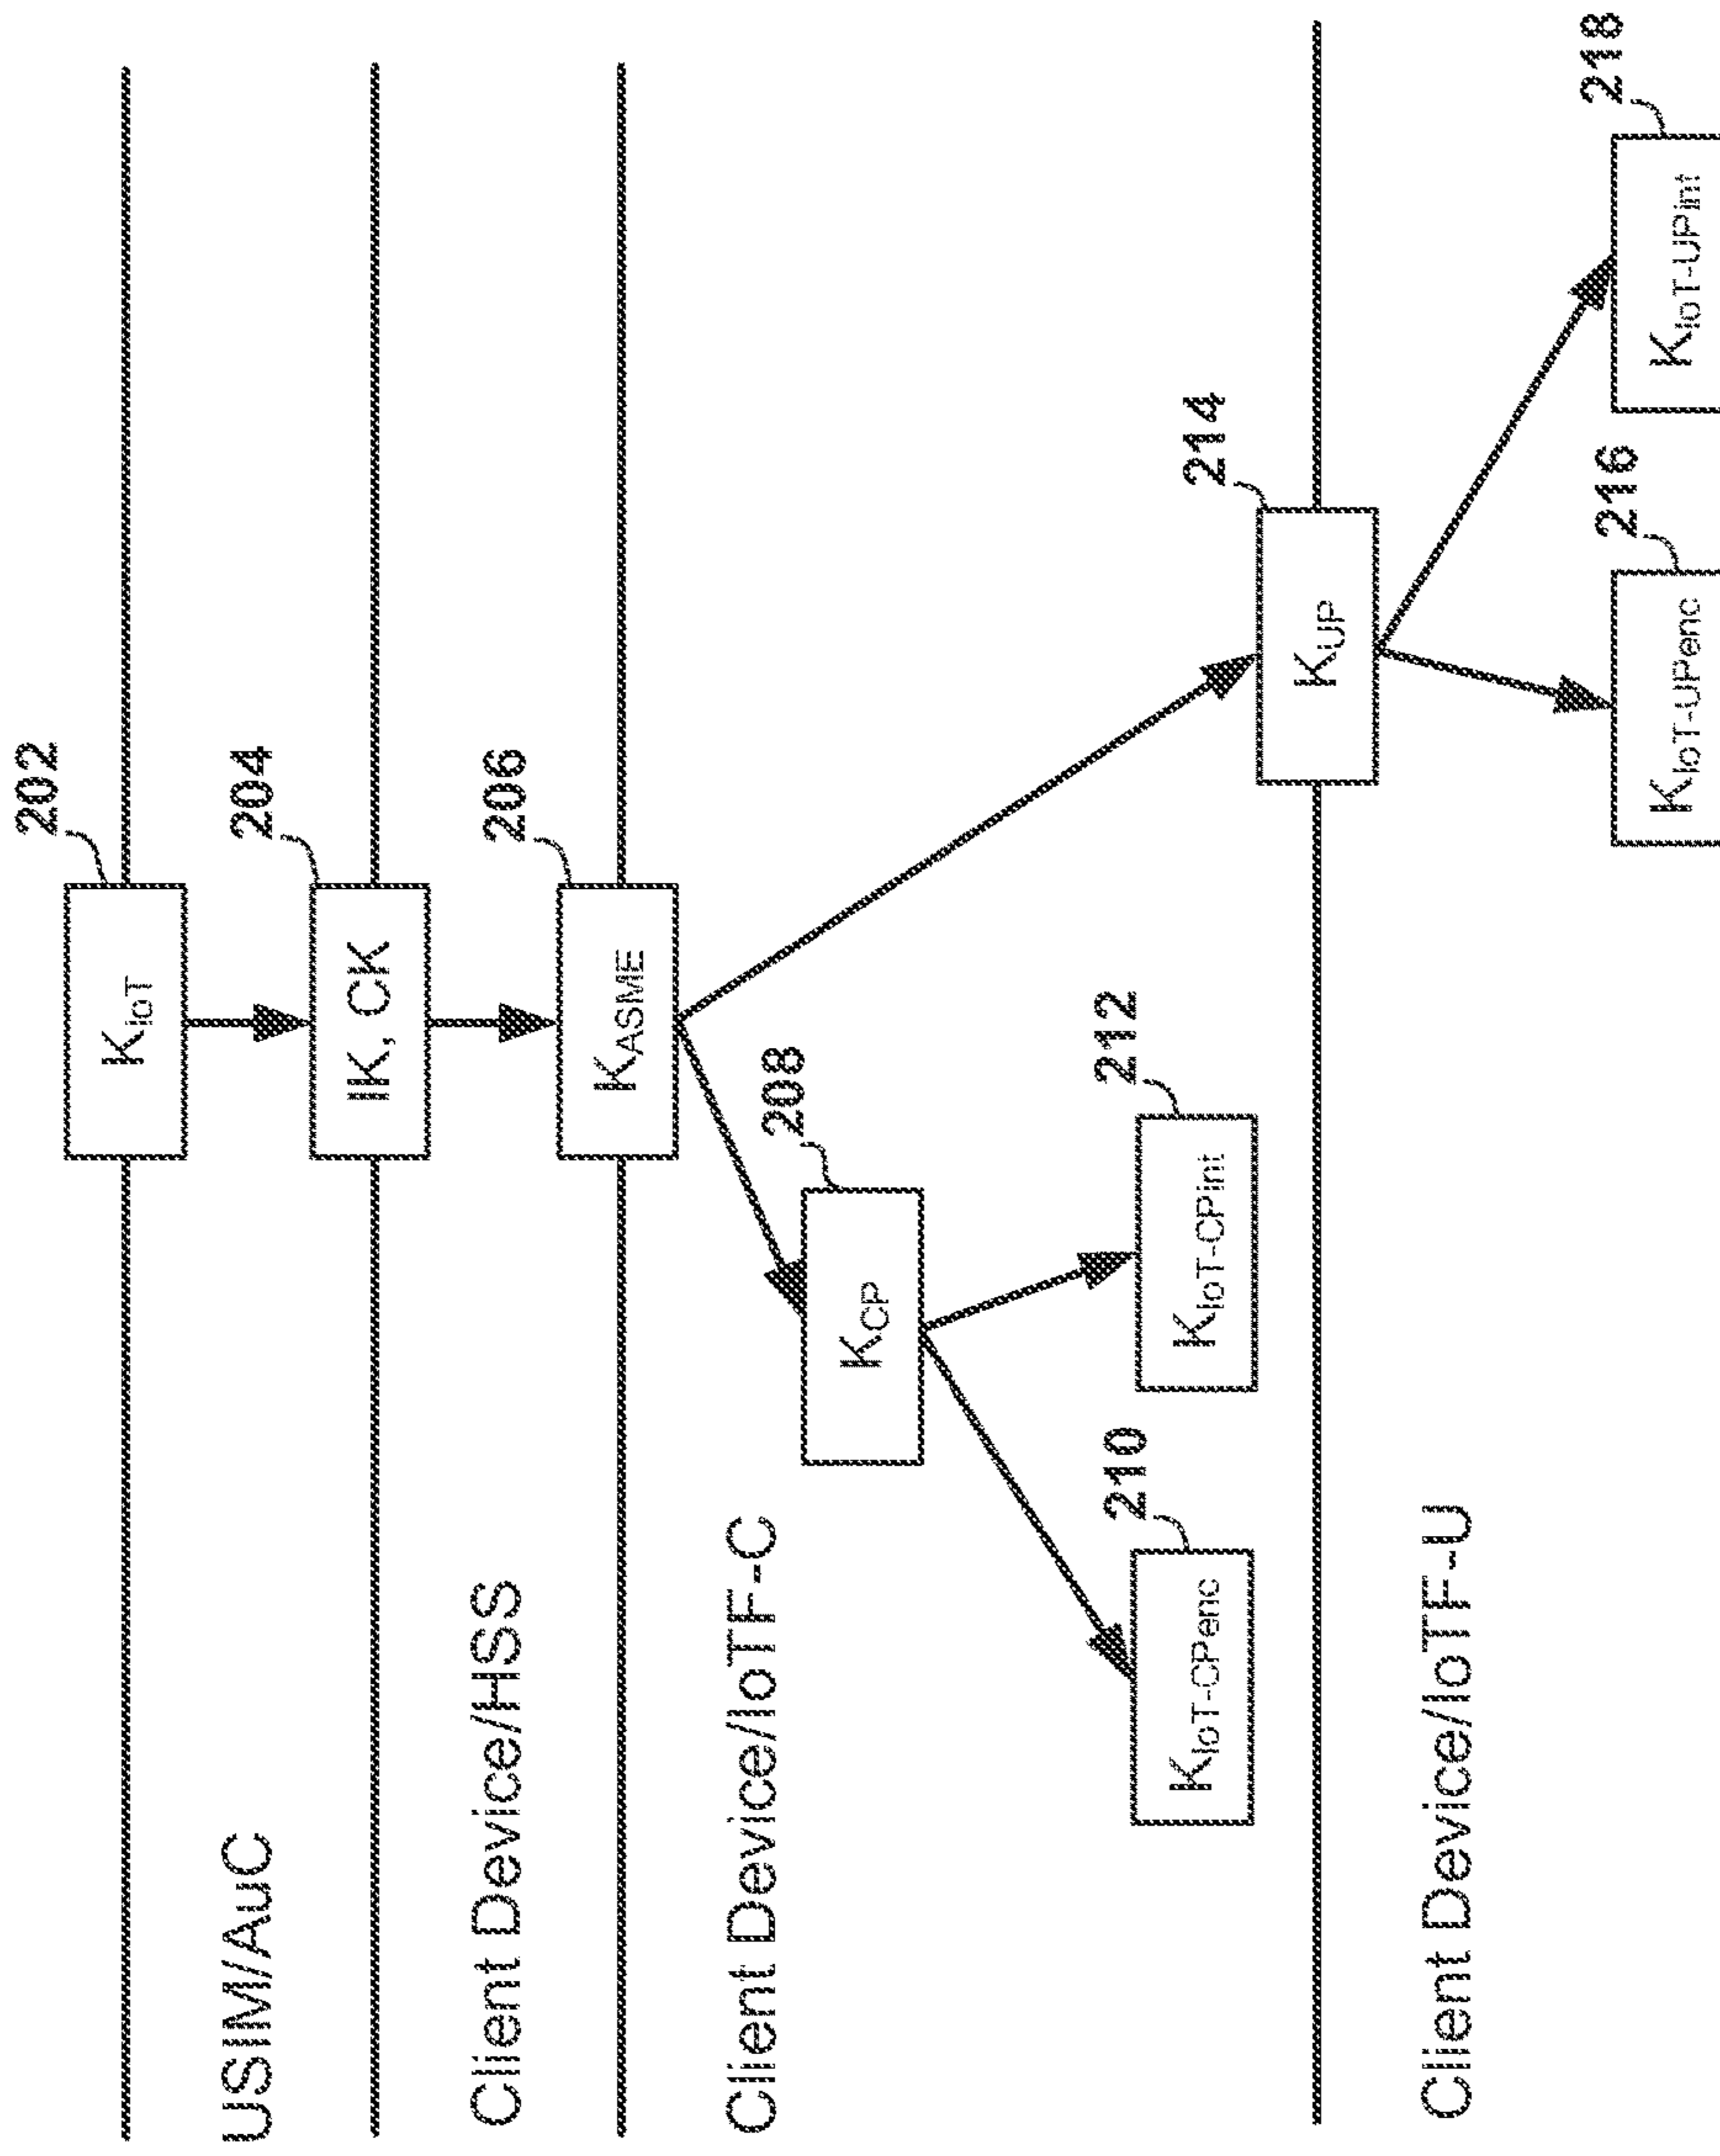 202
K_IoT
USIM/AuC
204
IK, CK
Client Device/HSS
206
K_ASME
Client Device/IoTF-C
208
K_CP
210
K_IoT-CPenc
212
K_IoT-CPint
214
K_UP
Client Device/IoTF-U
216
K_IoT-UPenc
218
K_IoT-UPint